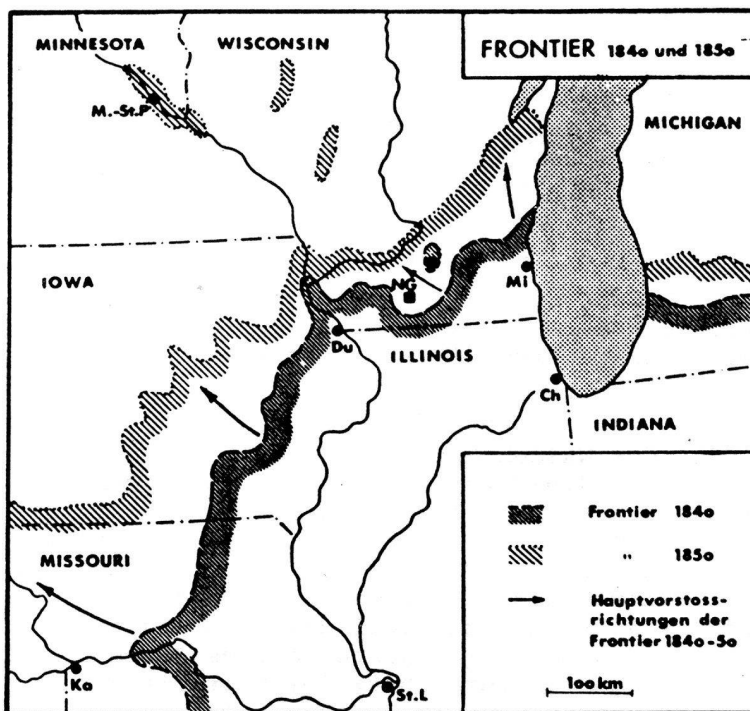 FRONTIER 184o und 185o
MINNESOTA
WISCONSIN
M.-St.P
MICHIGAN
IOWA
NG
Mi
Du
ILLINOIS
Ch
INDIANA
MISSOURI
Ka
St.L
Frontier 184o
" 185o
Hauptvorstoss-
richtungen der
Frontier 184o-5o
1oo km